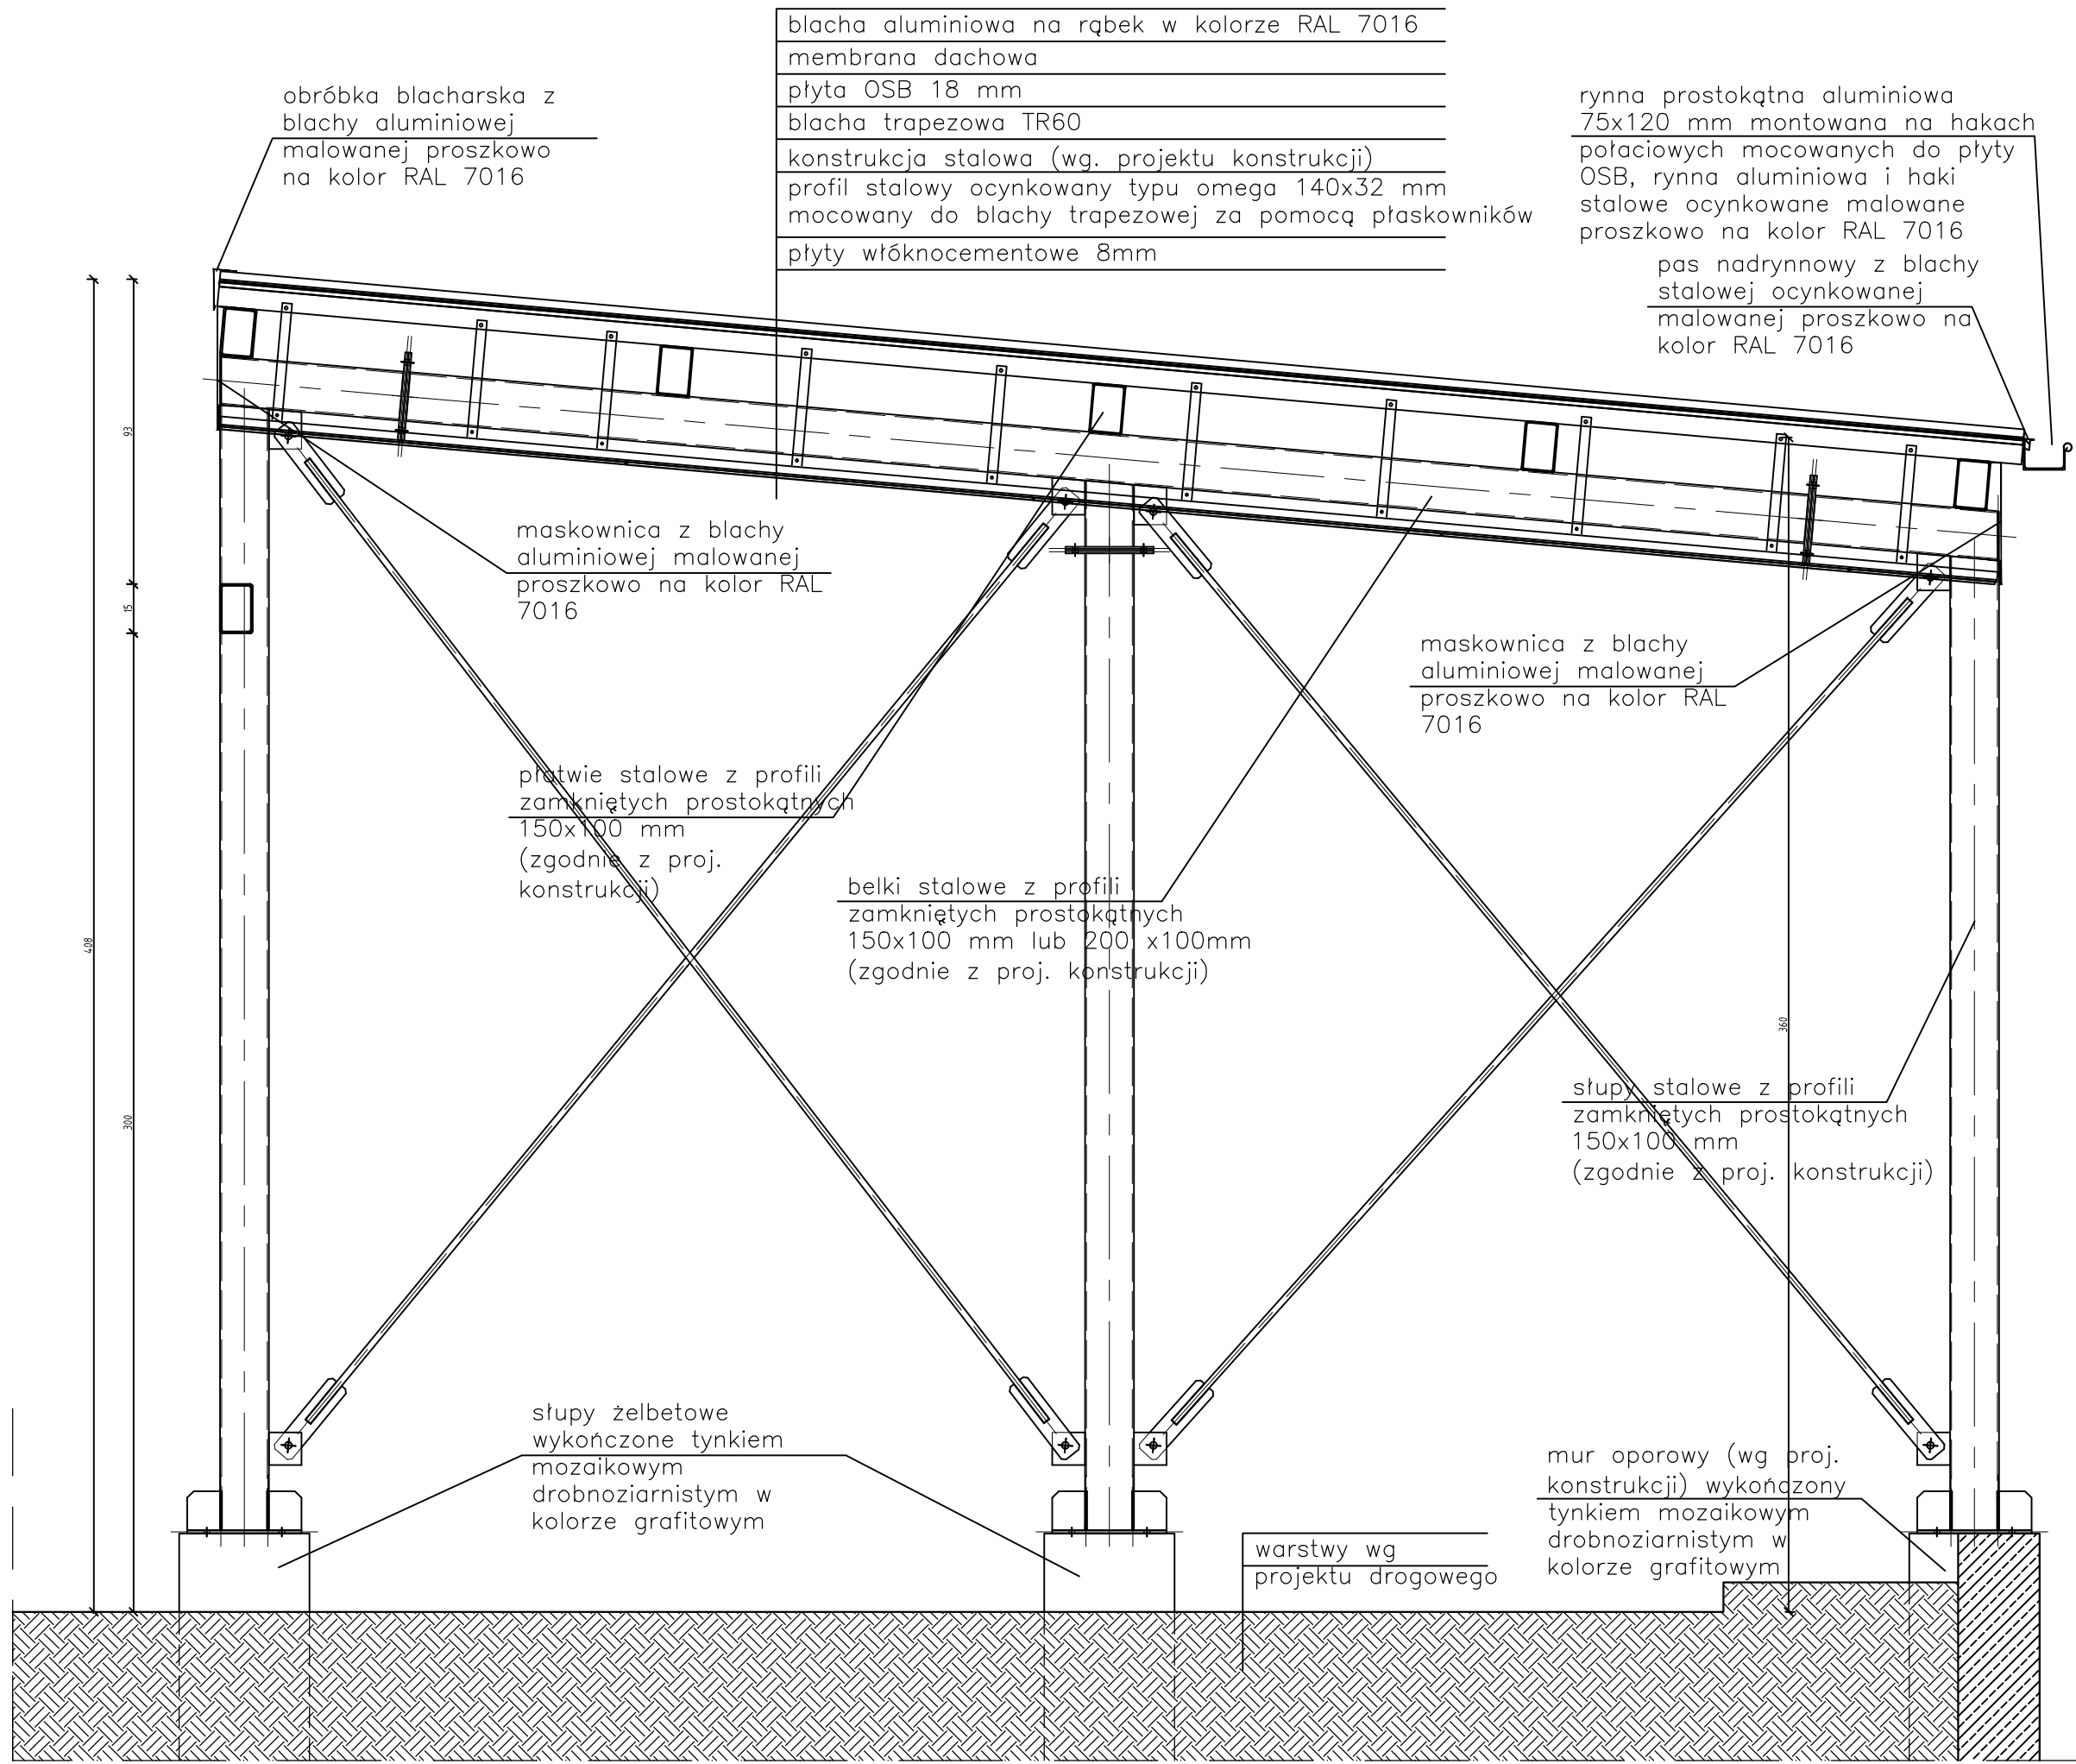 blacha aluminiowa na rąbek w kolorze RAL 7016
membrana dachowa
płyta OSB 18 mm
blacha trapezowa TR60
konstrukcja stalowa (wg. projektu konstrukcji)
profil stalowy ocynkowany typu omega 140x32 mm
mocowany do blachy trapezowej za pomocą płaskowników
płyty włóknocementowe 8mm
obróbka blacharska z
blachy aluminiowej
malowanej proszkowo
na kolor RAL 7016
rynna prostokątna aluminiowa
75x120 mm montowana na hakach
połaciowych mocowanych do płyty
OSB, rynna aluminiowa i haki
stalowe ocynkowane malowane
proszkowo na kolor RAL 7016
pas nadrynnowy z blachy
stalowej ocynkowanej
malowanej proszkowo na
kolor RAL 7016
93
15
408
300
maskownica z blachy
aluminiowej malowanej
proszkowo na kolor RAL
7016
maskownica z blachy
aluminiowej malowanej
proszkowo na kolor RAL
7016
płatwie stalowe z profili
zamkniętych prostokątnych
150x100 mm
(zgodnie z proj.
konstrukcji)
belki stalowe z profili
zamkniętych prostokątnych
150x100 mm lub 200 x100mm
(zgodnie z proj. konstrukcji)
360
słupy stalowe z profili
zamkniętych prostokątnych
150x100 mm
(zgodnie z proj. konstrukcji)
słupy żelbetowe
wykończone tynkiem
mozaikowym
drobnoziarnistym w
kolorze grafitowym
mur oporowy (wg proj.
konstrukcji) wykończony
tynkiem mozaikowym
drobnoziarnistym w
kolorze grafitowym
warstwy wg
projektu drogowego